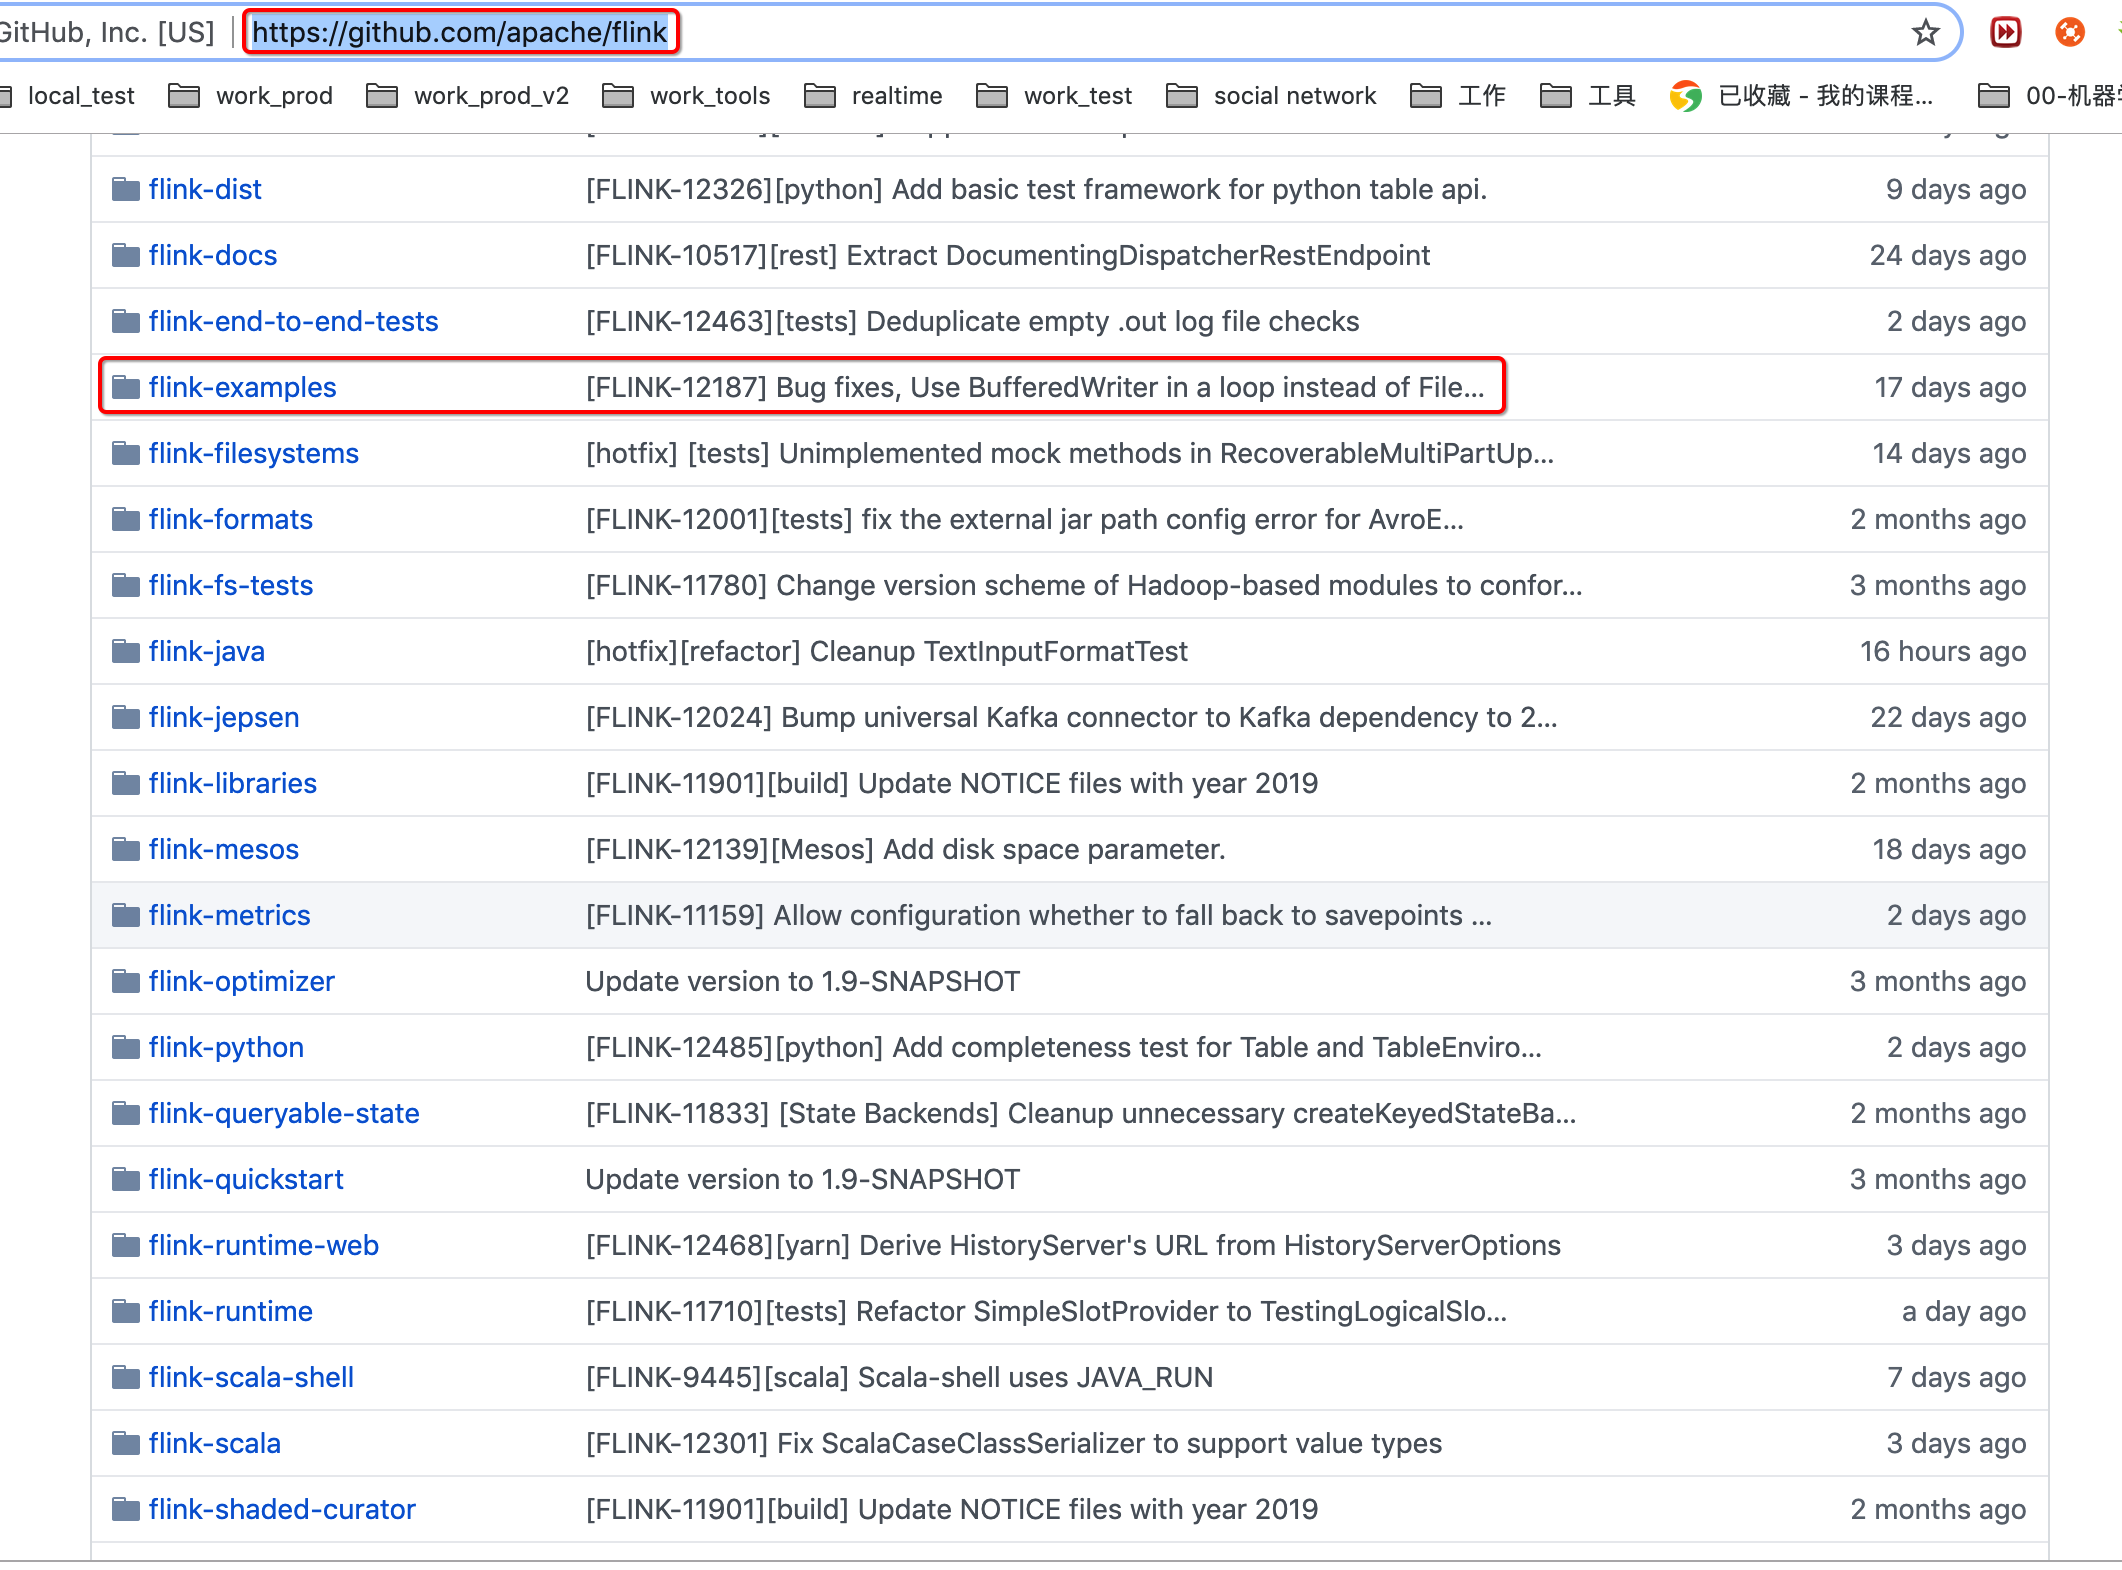 GitHub, Inc. [US] https://github.com/apache/flink
local_test work_prod work_prod_v2 work_tools realtime work_test social network 工作 工具 已收藏 - 我的课程... 00-机器学
flink-dist [FLINK-12326][python] Add basic test framework for python table api. 9 days ago
flink-docs [FLINK-10517][rest] Extract DocumentingDispatcherRestEndpoint 24 days ago
flink-end-to-end-tests [FLINK-12463][tests] Deduplicate empty .out log file checks 2 days ago
flink-examples [FLINK-12187] Bug fixes, Use BufferedWriter in a loop instead of File... 17 days ago
flink-filesystems [hotfix] [tests] Unimplemented mock methods in RecoverableMultiPartUp... 14 days ago
flink-formats [FLINK-12001][tests] fix the external jar path config error for AvroE... 2 months ago
flink-fs-tests [FLINK-11780] Change version scheme of Hadoop-based modules to confor... 3 months ago
flink-java [hotfix][refactor] Cleanup TextInputFormatTest 16 hours ago
flink-jepsen [FLINK-12024] Bump universal Kafka connector to Kafka dependency to 2... 22 days ago
flink-libraries [FLINK-11901][build] Update NOTICE files with year 2019 2 months ago
flink-mesos [FLINK-12139][Mesos] Add disk space parameter. 18 days ago
flink-metrics [FLINK-11159] Allow configuration whether to fall back to savepoints ... 2 days ago
flink-optimizer Update version to 1.9-SNAPSHOT 3 months ago
flink-python [FLINK-12485][python] Add completeness test for Table and TableEnviro... 2 days ago
flink-queryable-state [FLINK-11833] [State Backends] Cleanup unnecessary createKeyedStateBa... 2 months ago
flink-quickstart Update version to 1.9-SNAPSHOT 3 months ago
flink-runtime-web [FLINK-12468][yarn] Derive HistoryServer's URL from HistoryServerOptions 3 days ago
flink-runtime [FLINK-11710][tests] Refactor SimpleSlotProvider to TestingLogicalSlo... a day ago
flink-scala-shell [FLINK-9445][scala] Scala-shell uses JAVA_RUN 7 days ago
flink-scala [FLINK-12301] Fix ScalaCaseClassSerializer to support value types 3 days ago
flink-shaded-curator [FLINK-11901][build] Update NOTICE files with year 2019 2 months ago